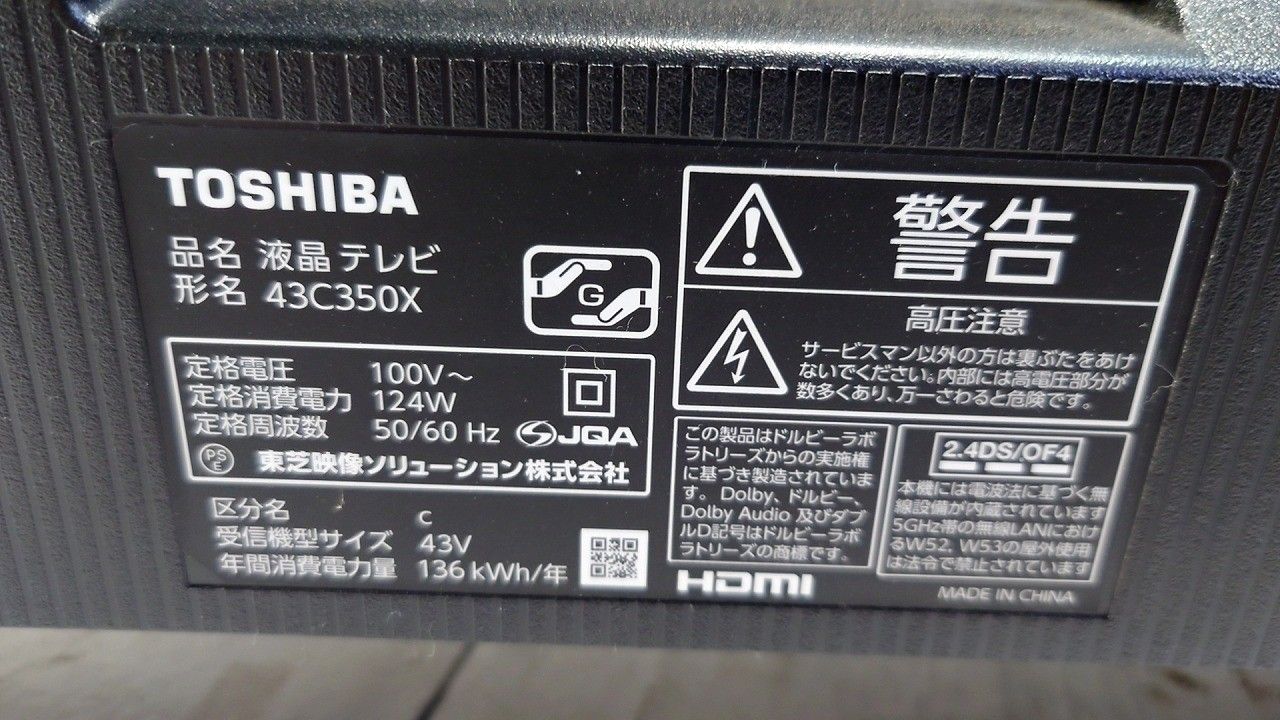 TOSHIBA
品名 液晶テレビ
形名 43C350X
G
定格電圧 100V～
定格消費電力 124W
定格周波数 50/60 Hz
JQA
PS
E
東芝映像ソリューション株式会社
区分名 c
受信機型サイズ 43V
年間消費電力量 136 kWh/年
警告
高圧注意
サービスマン以外の方は裏ぶたをあけ
ないでください。内部には高電圧部分が
数多くあり、万一さわると危険です。
この製品はドルビーラボ
ラトリーズからの実施権
に基づき製造されていま
す。Dolby、ドルビー、
Dolby Audio 及びダブ
ルD記号はドルビーラボ
ラトリーズの商標です。
HDMI
2.4DS/OF4
本機には電波法に基づく無
線設備が内蔵されています
5GHz帯の無線LANにおけ
るW52、W53の屋外使用
は法令で禁止されています
MADE IN CHINA